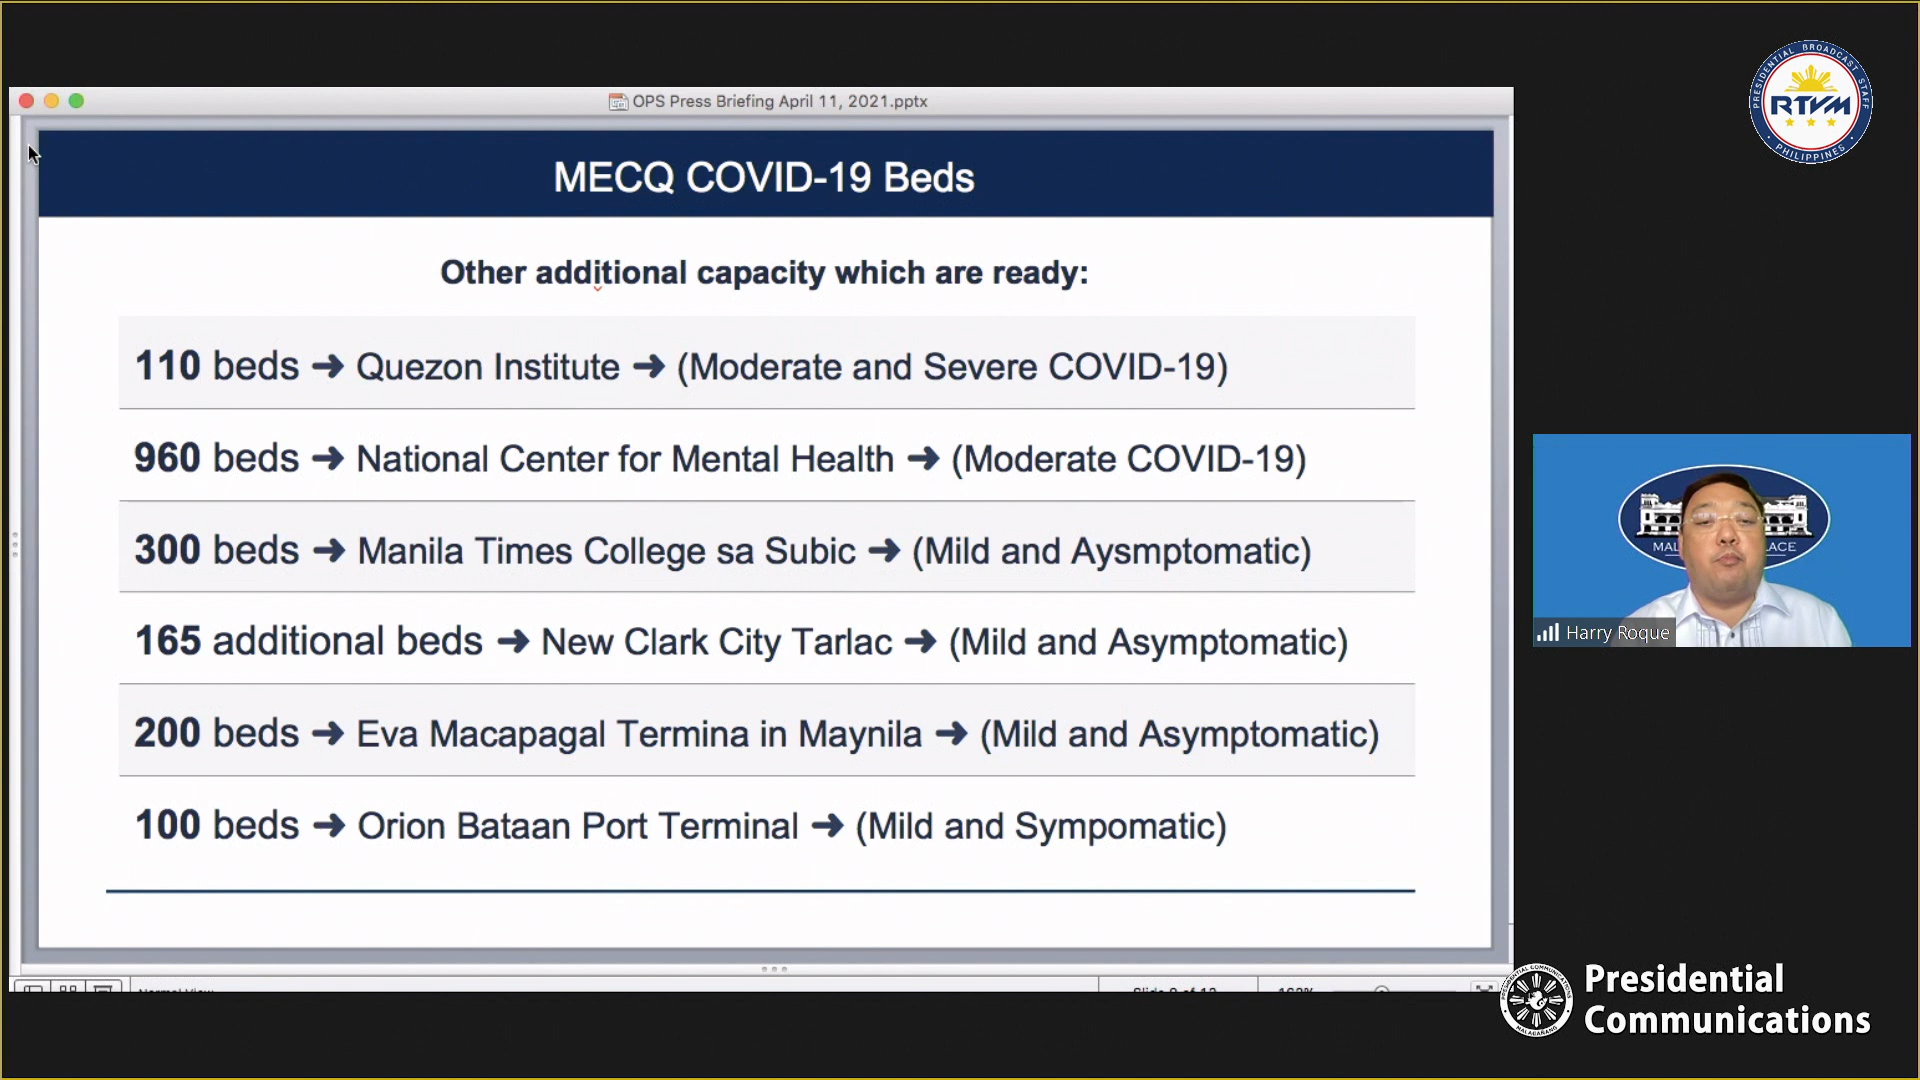 OPS Press Briefing April 11, 2021.pptx
PRESIDENTIAL BROADCAST STAFF
RTVM
PHILIPPINES
MECQ COVID-19 Beds
Other additional capacity which are ready:
110 beds ➔ Quezon Institute ➔ (Moderate and Severe COVID-19)
960 beds ➔ National Center for Mental Health ➔ (Moderate COVID-19)
300 beds ➔ Manila Times College sa Subic ➔ (Mild and Aysmptomatic)
165 additional beds ➔ New Clark City Tarlac ➔ (Mild and Asymptomatic)
200 beds ➔ Eva Macapagal Termina in Maynila ➔ (Mild and Asymptomatic)
100 beds ➔ Orion Bataan Port Terminal ➔ (Mild and Sympomatic)
Harry Roque
Presidential
Communications